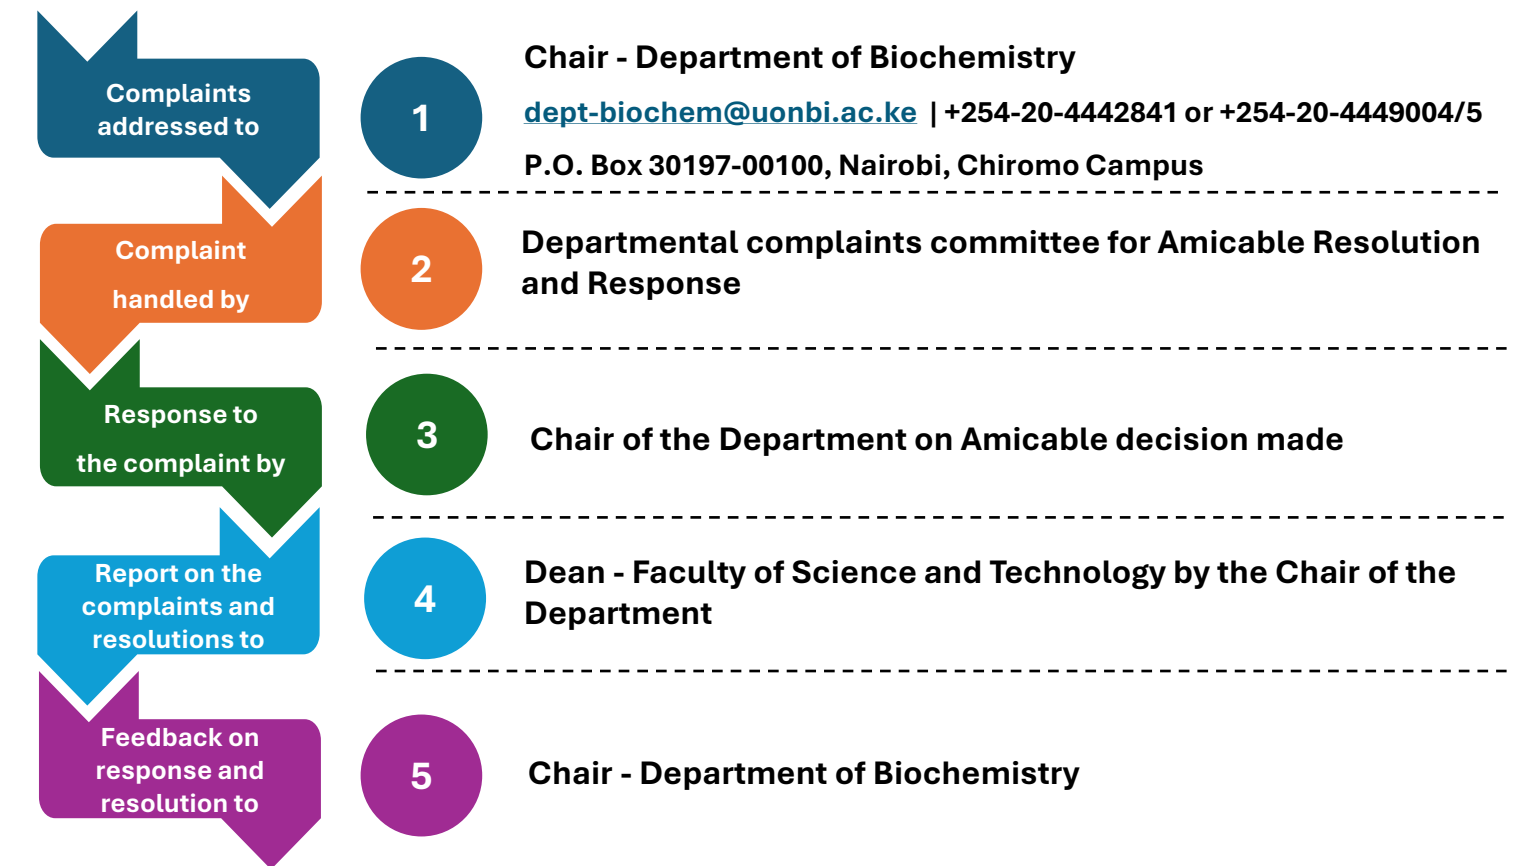 Complaints
addressed to
1
Chair - Department of Biochemistry
dept-biochem@uonbi.ac.ke | +254-20-4442841 or +254-20-4449004/5
P.O. Box 30197-00100, Nairobi, Chiromo Campus
Complaint
handled by
2
Departmental complaints committee for Amicable Resolution
and Response
Response to
the complaint by
3
Chair of the Department on Amicable decision made
Report on the
complaints and
resolutions to
4
Dean - Faculty of Science and Technology by the Chair of the
Department
Feedback on
response and
resolution to
5
Chair - Department of Biochemistry